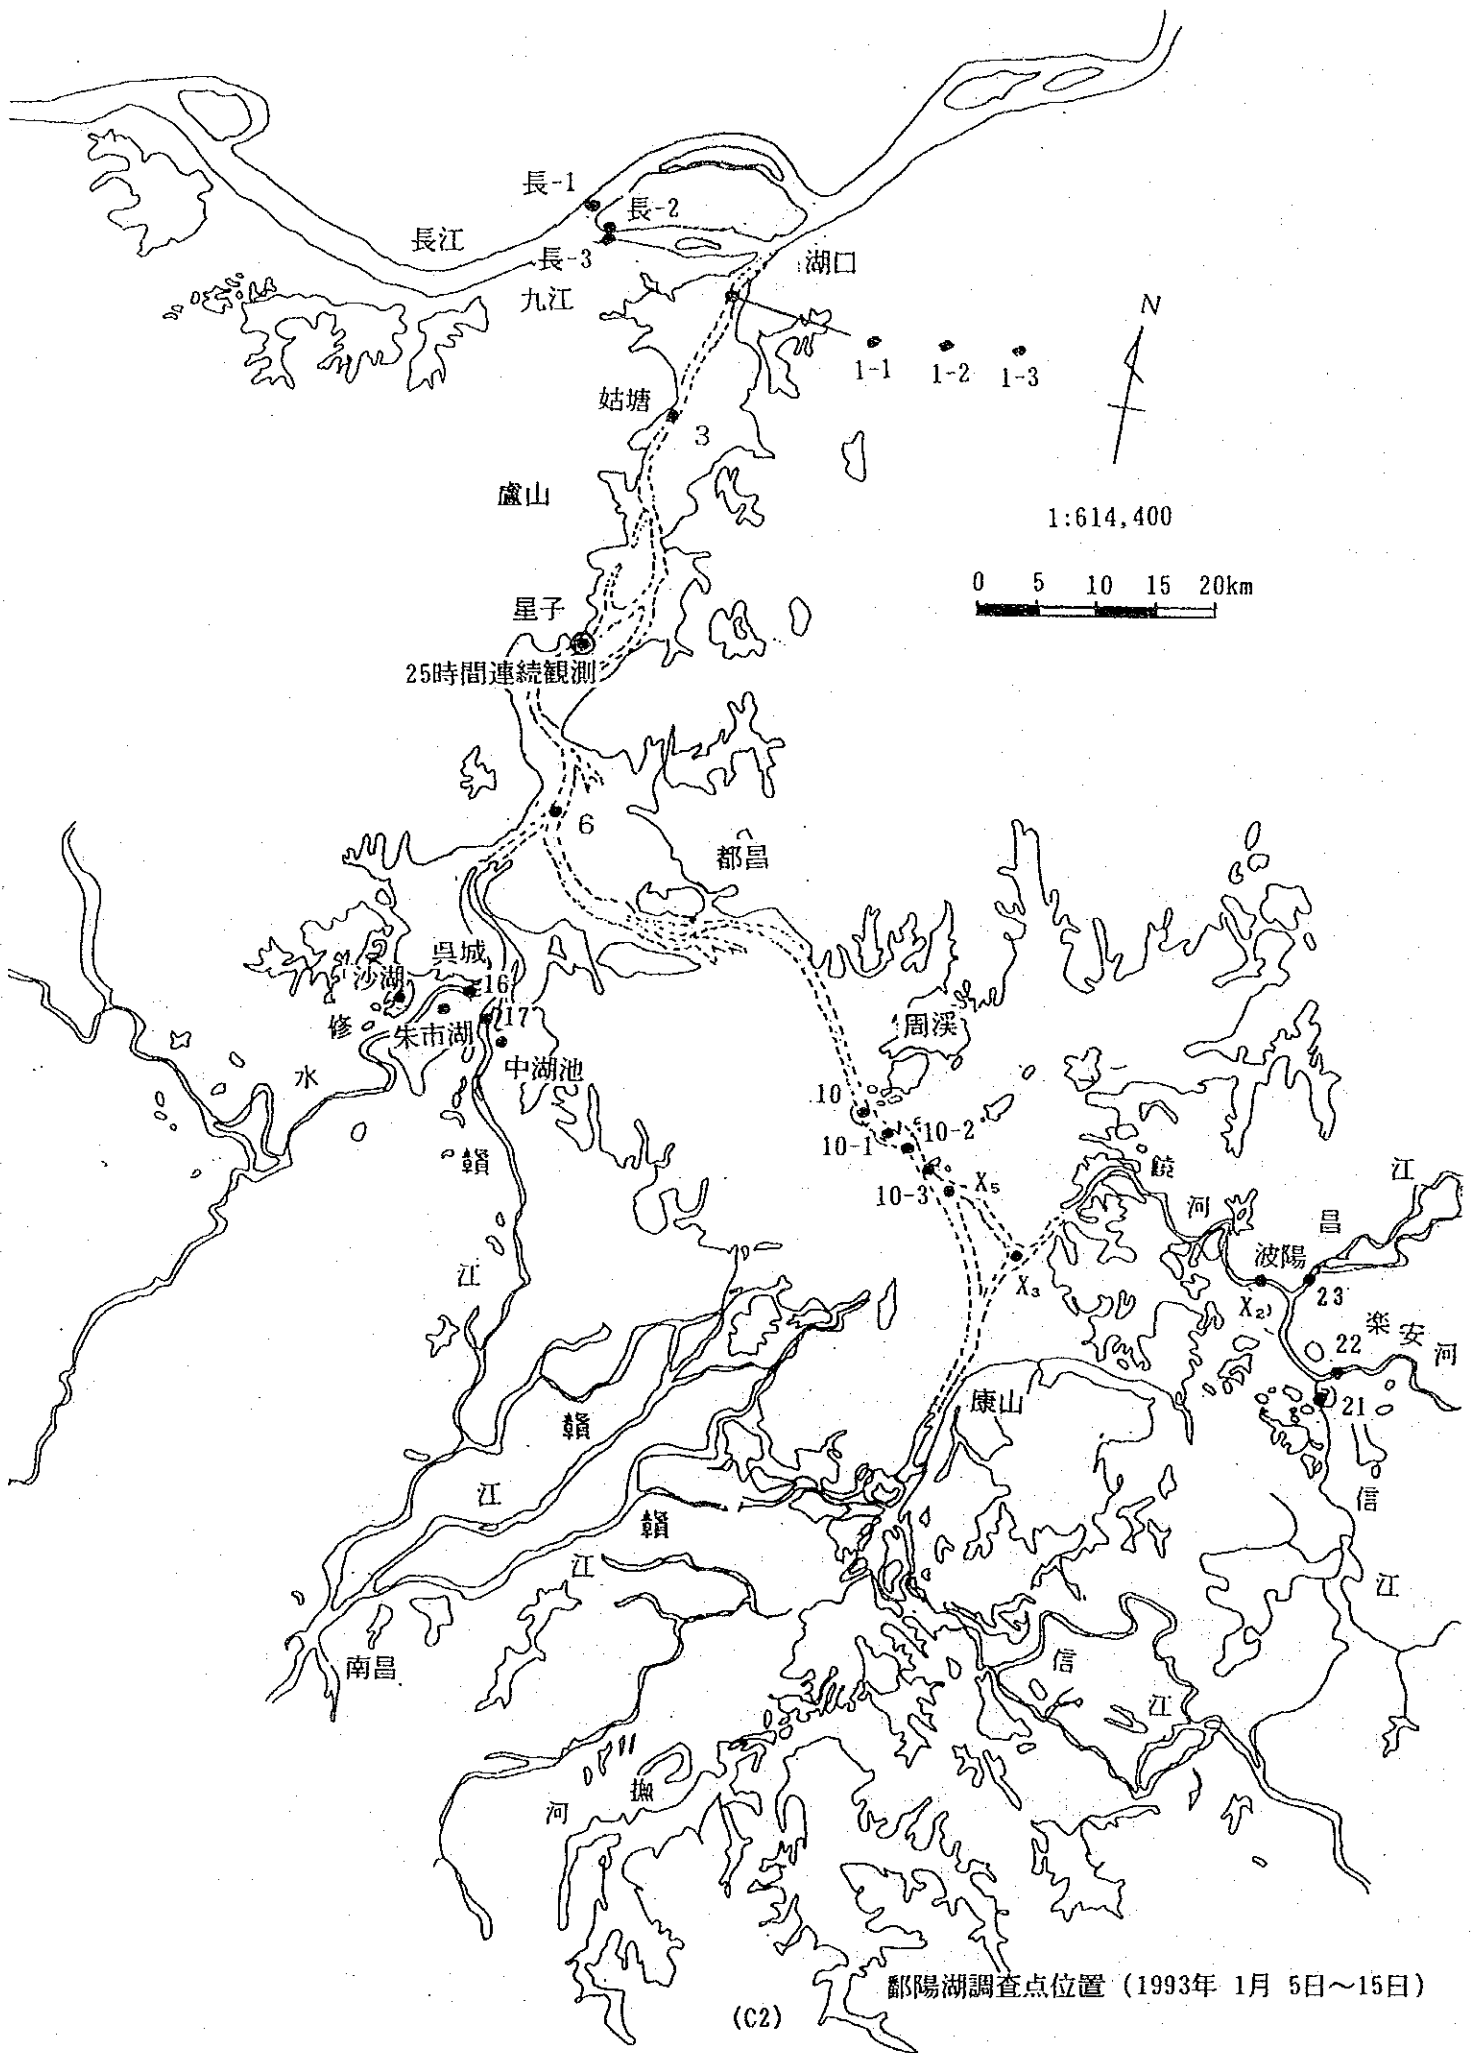 長-1
長-2
長江
長-3
湖口
九江
N
1-1
1-2
1-3
姑塘
3
廬山
1:614,400
0 5 10 15 20km
星子
25時間連続観測
6
都昌
呉城
沙湖
16
17
修
水
朱市湖
中湖池
周渓
10
10-1
10-2
10-3
X₅
X₃
饒
河
江
昌
波陽
X₂
23
楽
安
河
22
21
贛
江
康山
贛
江
贛
江
信
江
南昌
信
江
撫
河
鄱陽湖調査点位置 (1993年 1月 5日～15日)
(C2)